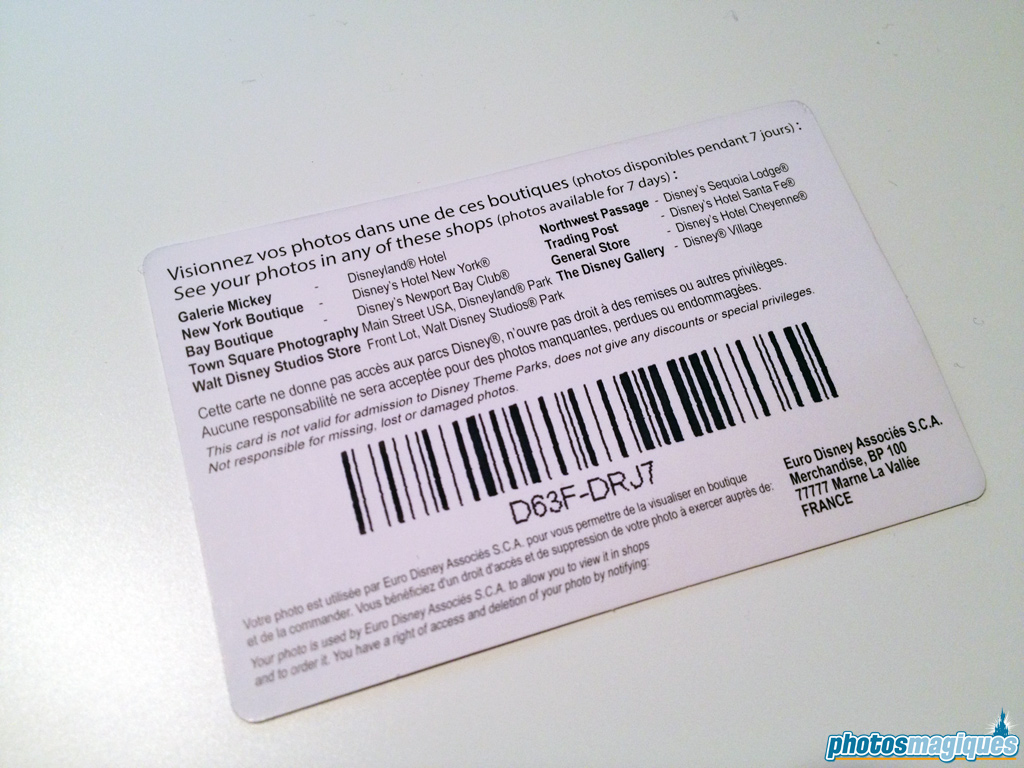 Visionnez vos photos dans une de ces boutiques (photos disponibles pendant 7 jours) :
See your photos in any of these shops (photos available for 7 days) :
Galerie Mickey - Disneyland® Hotel
New York Boutique - Disney's Hotel New York®
Bay Boutique Disney's Newport Bay Club®
Town Square Photography Main Street USA, Disneyland® Park
Walt Disney Studios Store Front Lot, Walt Disney Studios® Park
Northwest Passage - Disney's Sequoia Lodge®
Trading Post - Disney's Hotel Santa Fe®
General Store - Disney's Hotel Cheyenne®
The Disney Gallery - Disney® Village
Cette carte ne donne pas accès aux parcs Disney®, n'ouvre pas droit à des remises ou autres privilèges.
Aucune responsabilité ne sera acceptée pour des photos manquantes, perdues ou endommagées.
This card is not valid for admission to Disney Theme Parks, does not give any discounts or special privileges.
Not responsible for missing, lost or damaged photos.
D63F-DRJ7
Votre photo est utilisée par Euro Disney Associés S.C.A. pour vous permettre de la visualiser en boutique
et de la commander. Vous bénéficiez d'un droit d'accès et de suppression de votre photo à exercer auprès de:
Your photo is used by Euro Disney Associés S.C.A. to allow you to view it in shops
and to order it. You have a right of access and deletion of your photo by notifying:
Euro Disney Associés S.C.A.
Merchandise, BP 100
77777 Marne La Vallée
FRANCE
photosmagiques